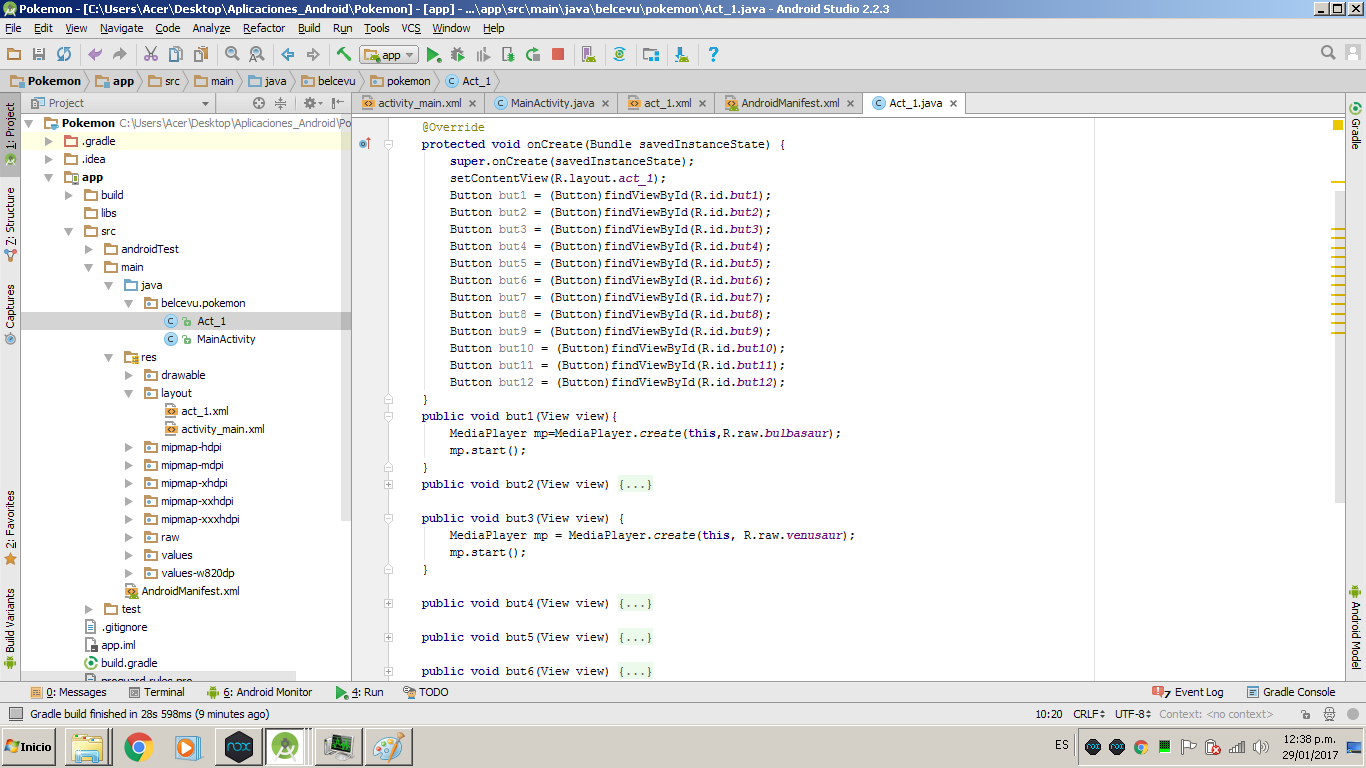 Pokemon - [C:\Users\Acer\Desktop\Aplicaciones_Android\Pokemon] - [app] - ...\app\src\main\java\belcevu\pokemon\Act_1.java - Android Studio 2.2.3
File Edit View Navigate Code Analyze Refactor Build Run Tools VCS Window Help
app
Pokemon app src main java belcevu pokemon Act_1
Project
activity_main.xml MainActivity.java act_1.xml AndroidManifest.xml Act_1.java
1: Project
Z: Structure
Captures
2: Favorites
Build Variants
Pokemon C:\Users\Acer\Desktop\Aplicaciones_Android\Po
.gradle
.idea
app
build
libs
src
androidTest
main
java
belcevu.pokemon
Act_1
MainActivity
res
drawable
layout
act_1.xml
activity_main.xml
mipmap-hdpi
mipmap-mdpi
mipmap-xhdpi
mipmap-xxhdpi
mipmap-xxxhdpi
raw
values
values-w820dp
AndroidManifest.xml
test
.gitignore
app.iml
build.gradle
proguard-rules.pro
@Override
protected void onCreate(Bundle savedInstanceState) {
super.onCreate(savedInstanceState);
setContentView(R.layout.act_1);
Button but1 = (Button)findViewById(R.id.but1);
Button but2 = (Button)findViewById(R.id.but2);
Button but3 = (Button)findViewById(R.id.but3);
Button but4 = (Button)findViewById(R.id.but4);
Button but5 = (Button)findViewById(R.id.but5);
Button but6 = (Button)findViewById(R.id.but6);
Button but7 = (Button)findViewById(R.id.but7);
Button but8 = (Button)findViewById(R.id.but8);
Button but9 = (Button)findViewById(R.id.but9);
Button but10 = (Button)findViewById(R.id.but10);
Button but11 = (Button)findViewById(R.id.but11);
Button but12 = (Button)findViewById(R.id.but12);
}
public void but1(View view){
MediaPlayer mp=MediaPlayer.create(this,R.raw.bulbasaur);
mp.start();
}
public void but2(View view) {...}
public void but3(View view) {
MediaPlayer mp = MediaPlayer.create(this, R.raw.venusaur);
mp.start();
}
public void but4(View view) {...}
public void but5(View view) {...}
public void but6(View view) {...}
Gradle
Android Model
0: Messages Terminal 6: Android Monitor 4: Run TODO 7 Event Log Gradle Console
Gradle build finished in 28s 598ms (9 minutes ago) 10:20 CRLF UTF-8 Context: <no context>
Inicio nox ES 12:38 p.m.
29/01/2017